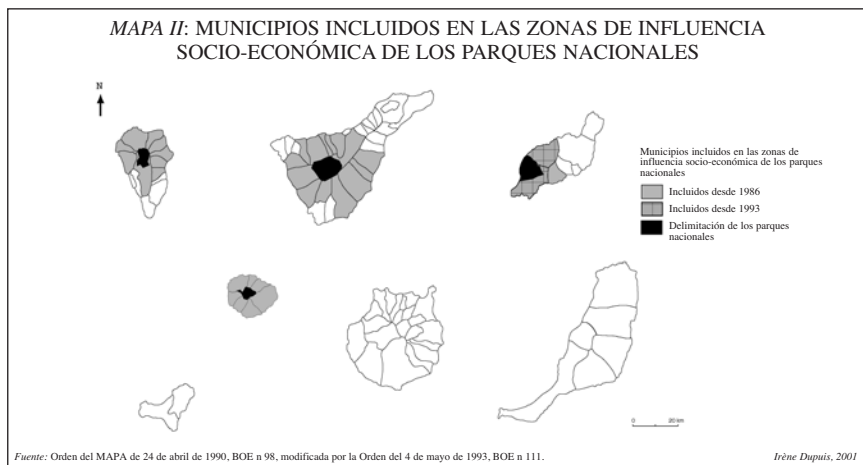 MAPA II: MUNICIPIOS INCLUIDOS EN LAS ZONAS DE INFLUENCIA
SOCIO-ECONÓMICA DE LOS PARQUES NACIONALES
N
Municipios incluidos en las zonas de
influencia socio-económica de los parques
nacionales
Incluidos desde 1986
Incluidos desde 1993
Delimitación de los parques
nacionales
0 20 km
Fuente: Orden del MAPA de 24 de abril de 1990, BOE n 98, modificada por la Orden del 4 de mayo de 1993, BOE n 111.
Irène Dupuis, 2001